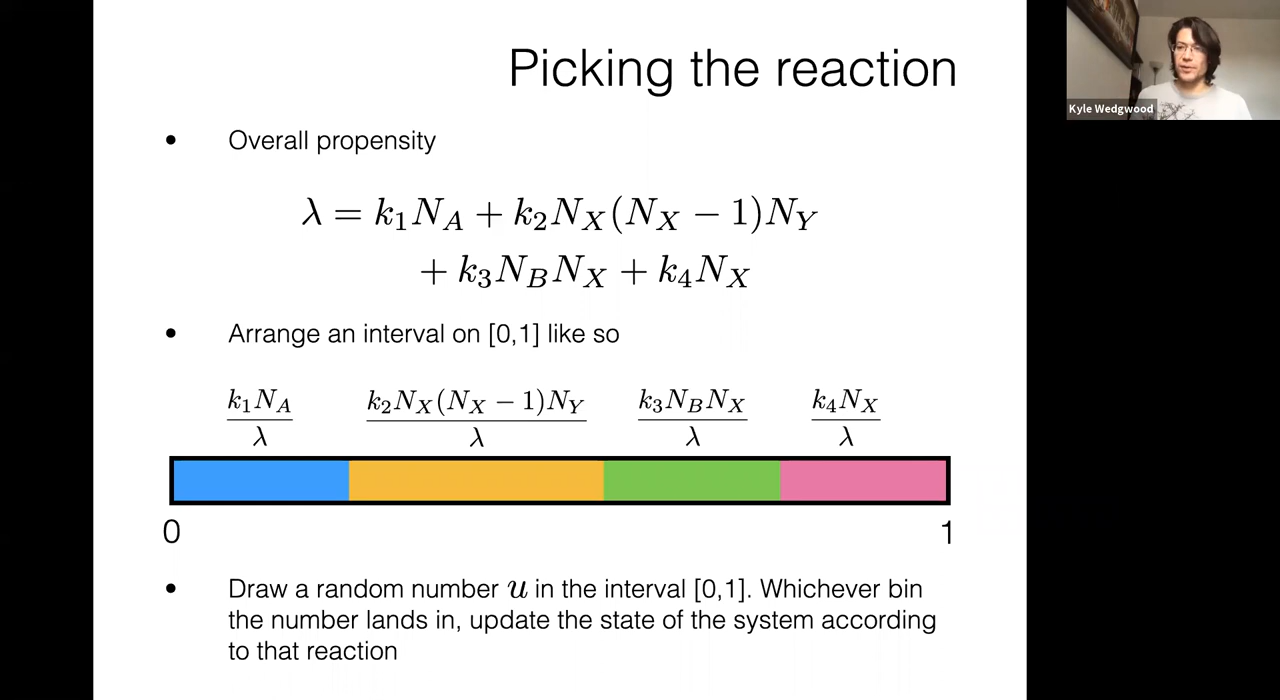 Picking the reaction
Kyle Wedgwood
• Overall propensity
λ = k₁N_A + k₂N_X(N_X − 1)N_Y
+ k₃N_BN_X + k₄N_X
• Arrange an interval on [0,1] like so
k₁N_A/λ k₂N_X(N_X − 1)N_Y/λ k₃N_BN_X/λ k₄N_X/λ
0 1
• Draw a random number u in the interval [0,1]. Whichever bin
the number lands in, update the state of the system according
to that reaction